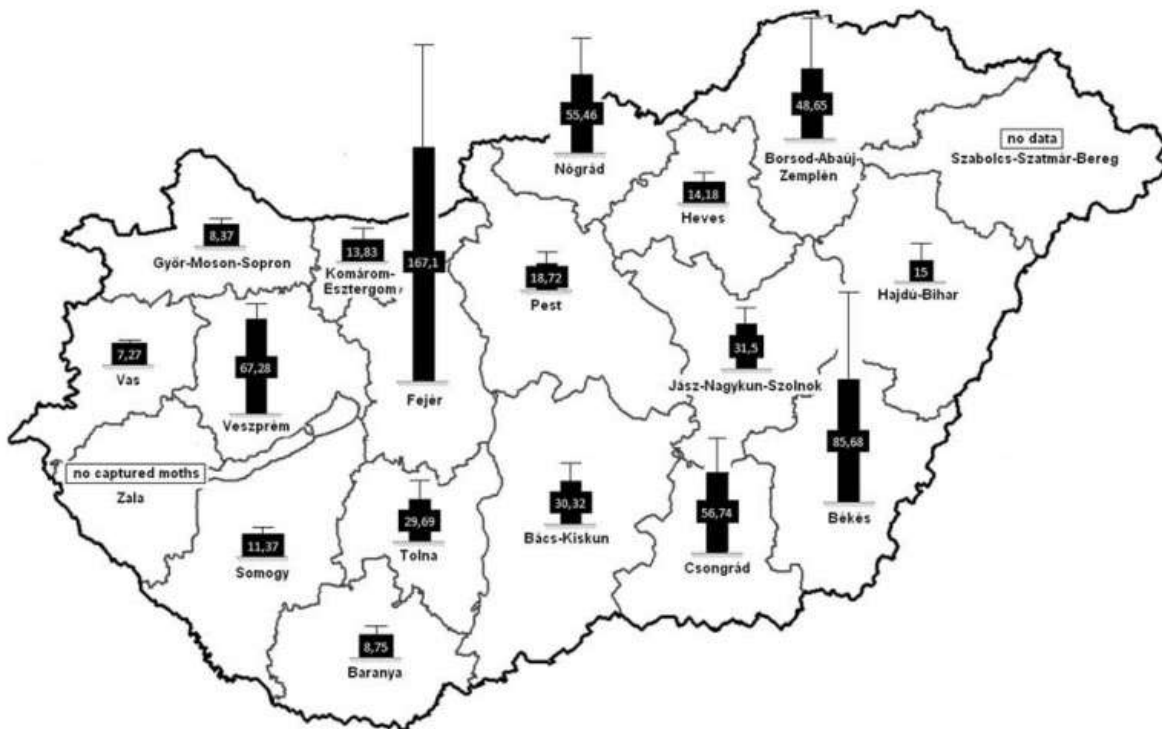 55,46
Nógrád
48,65
Borsod-Abaúj-
Zemplén
no data
Szabolcs-Szatmár-Bereg
14,18
Heves
8,37
Győr-Moson-Sopron
13,83
Komárom-
Esztergom
167,1
Fejér
18,72
Pest
15
Hajdú-Bihar
7,27
Vas
67,28
Veszprém
31,5
Jász-Nagykun-Szolnok
85,68
Békés
no captured moths
Zala
11,37
Somogy
29,69
Tolna
30,32
Bács-Kiskun
56,74
Csongrád
8,75
Baranya